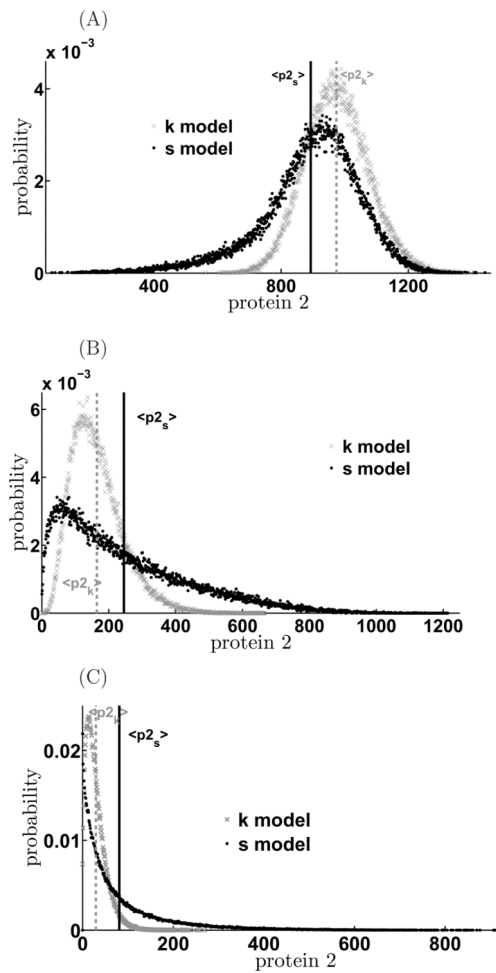 (A)
x 10⁻³
<p2ₛ>
<p2ₖ>
4
2
0
k model
s model
probability
400
800
1200
protein 2
(B)
x 10⁻³
6
4
2
0
<p2ₛ>
k model
s model
<p2ₖ>
probability
0
200
400
600
800
1000
1200
protein 2
(C)
<p2ₖ>
<p2ₛ>
0.02
0.01
0
k model
s model
probability
0
200
400
600
800
protein 2